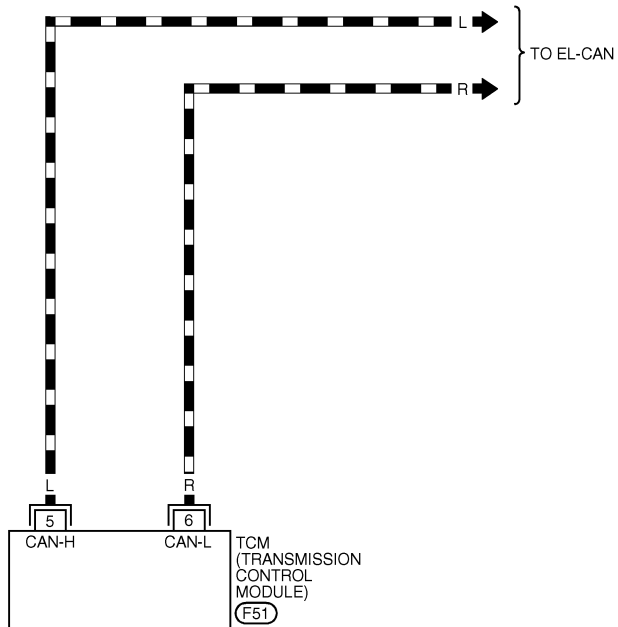 L
TO EL-CAN
R
L
R
5
6
CAN-H
CAN-L
TCM
(TRANSMISSION
CONTROL
MODULE)
F51